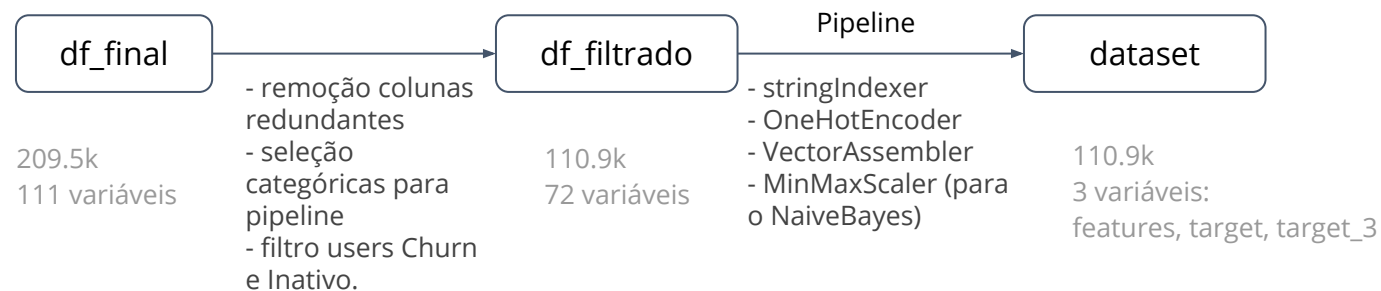 df_final
df_filtrado
Pipeline
dataset
- remoção colunas
redundantes
- seleção
categóricas para
pipeline
- filtro users Churn
e Inativo.
- stringIndexer
- OneHotEncoder
- VectorAssembler
- MinMaxScaler (para
o NaiveBayes)
209.5k
111 variáveis
110.9k
72 variáveis
110.9k
3 variáveis:
features, target, target_3